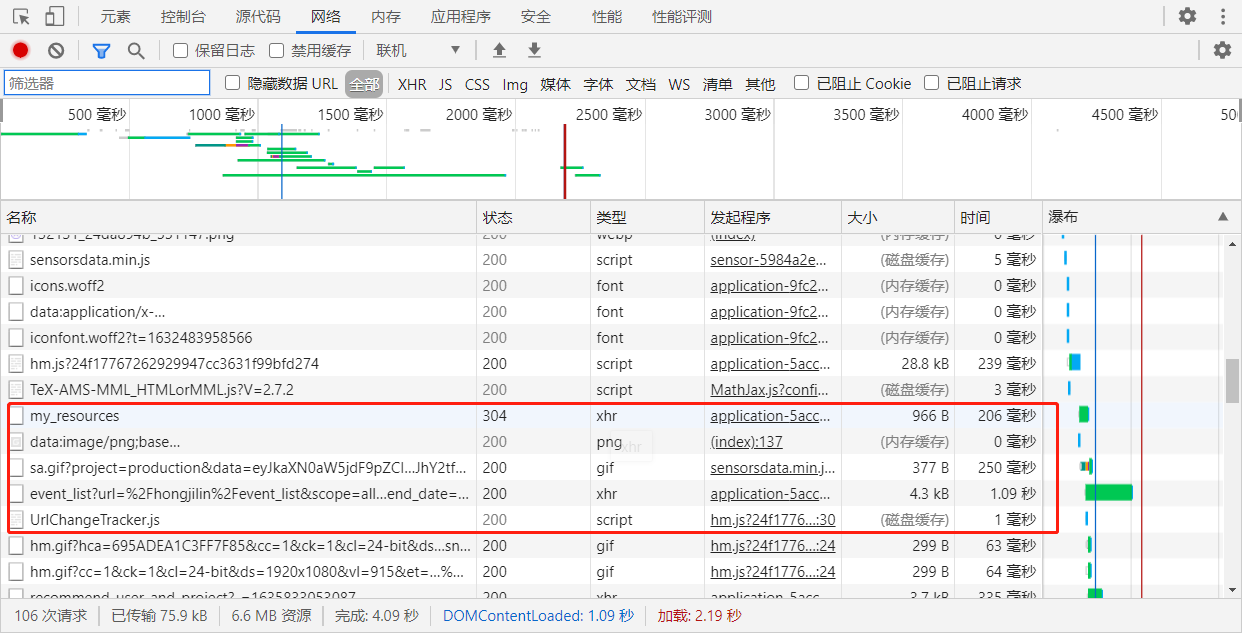 元素 控制台 源代码 网络 内存 应用程序 安全 性能 性能评测
保留日志 禁用缓存 联机
筛选器 隐藏数据 URL 全部 XHR JS CSS Img 媒体 字体 文档 WS 清单 其他 已阻止 Cookie 已阻止请求
500 毫秒 1000 毫秒 1500 毫秒 2000 毫秒 2500 毫秒 3000 毫秒 3500 毫秒 4000 毫秒 4500 毫秒 50
名称 状态 类型 发起程序 大小 时间 瀑布
200 webp (index) (内存缓存) 0 毫秒
sensorsdata.min.js 200 script sensor-5984a2e... (磁盘缓存) 5 毫秒
icons.woff2 200 font application-9fc2... (内存缓存) 0 毫秒
data:application/x-... 200 font application-9fc2... (内存缓存) 0 毫秒
iconfont.woff2?t=1632483958566 200 font application-9fc2... (内存缓存) 0 毫秒
hm.js?24f17767262929947cc3631f99bfd274 200 script application-5acc... 28.8 kB 239 毫秒
TeX-AMS-MML_HTMLorMML.js?V=2.7.2 200 script MathJax.js?confi... (磁盘缓存) 3 毫秒
my_resources 304 xhr application-5acc... 966 B 206 毫秒
data:image/png;base... 200 png (index):137 (内存缓存) 0 毫秒
xhr
sa.gif?project=production&data=eyJkaXN0aW5jdF9pZCI...JhY2tf... 200 gif sensorsdata.min.j... 377 B 250 毫秒
event_list?url=%2Fhongjilin%2Fevent_list&scope=all...end_date=... 200 xhr application-5acc... 4.3 kB 1.09 秒
UrlChangeTracker.js 200 script hm.js?24f1776...:30 (磁盘缓存) 1 毫秒
hm.gif?hca=695ADEA1C3FF7F85&cc=1&ck=1&cl=24-bit&ds...sn... 200 gif hm.js?24f1776...:24 299 B 63 毫秒
hm.gif?cc=1&ck=1&cl=24-bit&ds=1920x1080&vl=915&et=...%... 200 gif hm.js?24f1776...:24 299 B 64 毫秒
recommend_user_and_project?_=1635833053087 200 xhr application-5acc... 3.7 kB 335 毫秒
106 次请求 已传输 75.9 kB 6.6 MB 资源 完成: 4.09 秒 DOMContentLoaded: 1.09 秒 加载: 2.19 秒